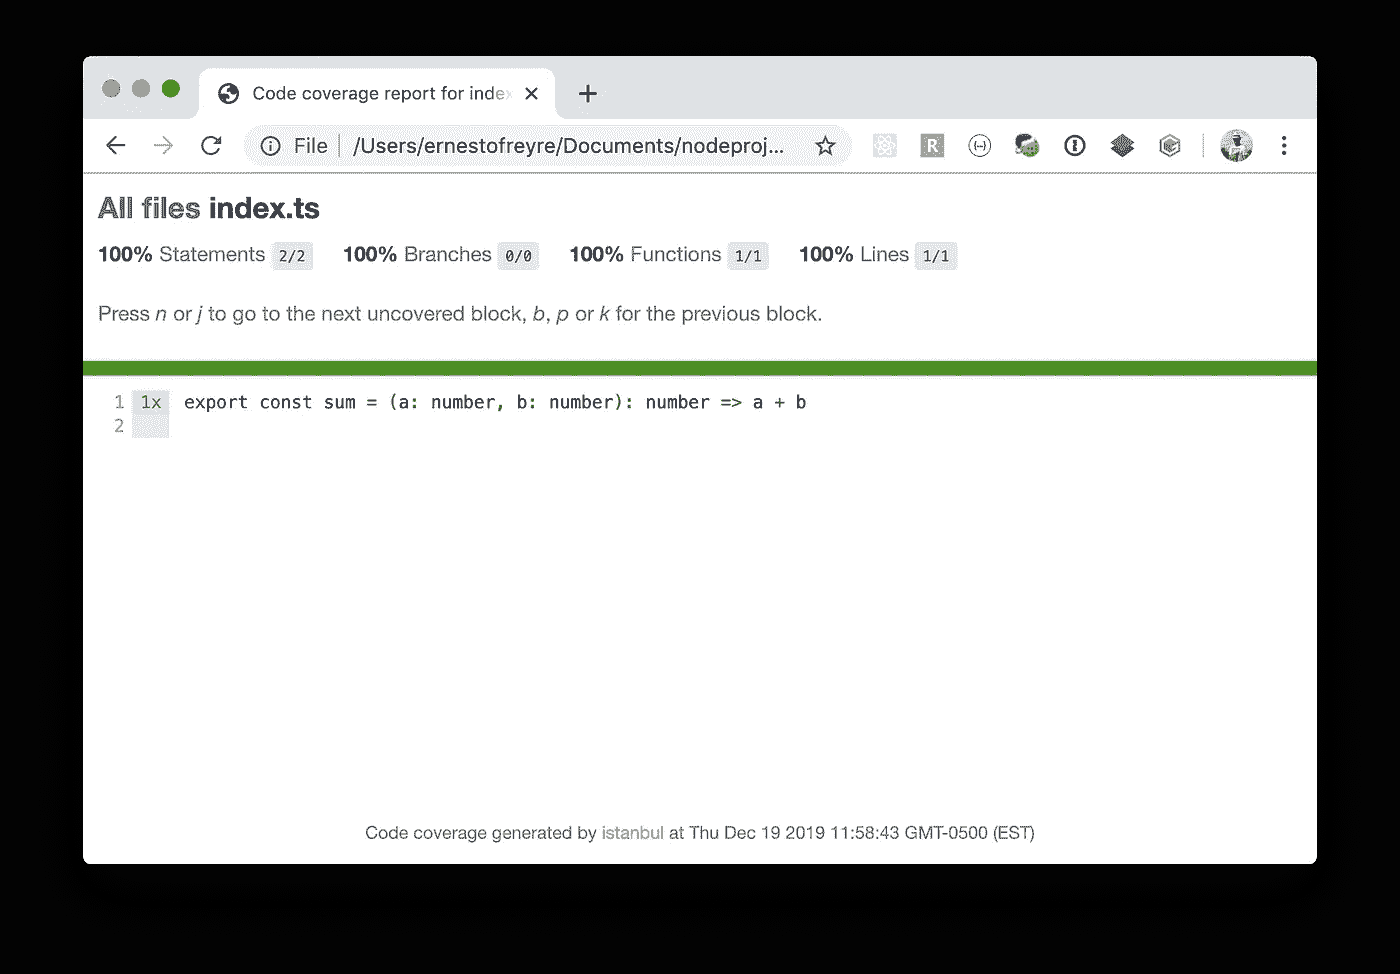 Code coverage report for index
File /Users/ernestofreyre/Documents/nodeproj...
R
All files index.ts
100% Statements 2/2 100% Branches 0/0 100% Functions 1/1 100% Lines 1/1
Press n or j to go to the next uncovered block, b, p or k for the previous block.
1 1x export const sum = (a: number, b: number): number => a + b
2
Code coverage generated by istanbul at Thu Dec 19 2019 11:58:43 GMT-0500 (EST)